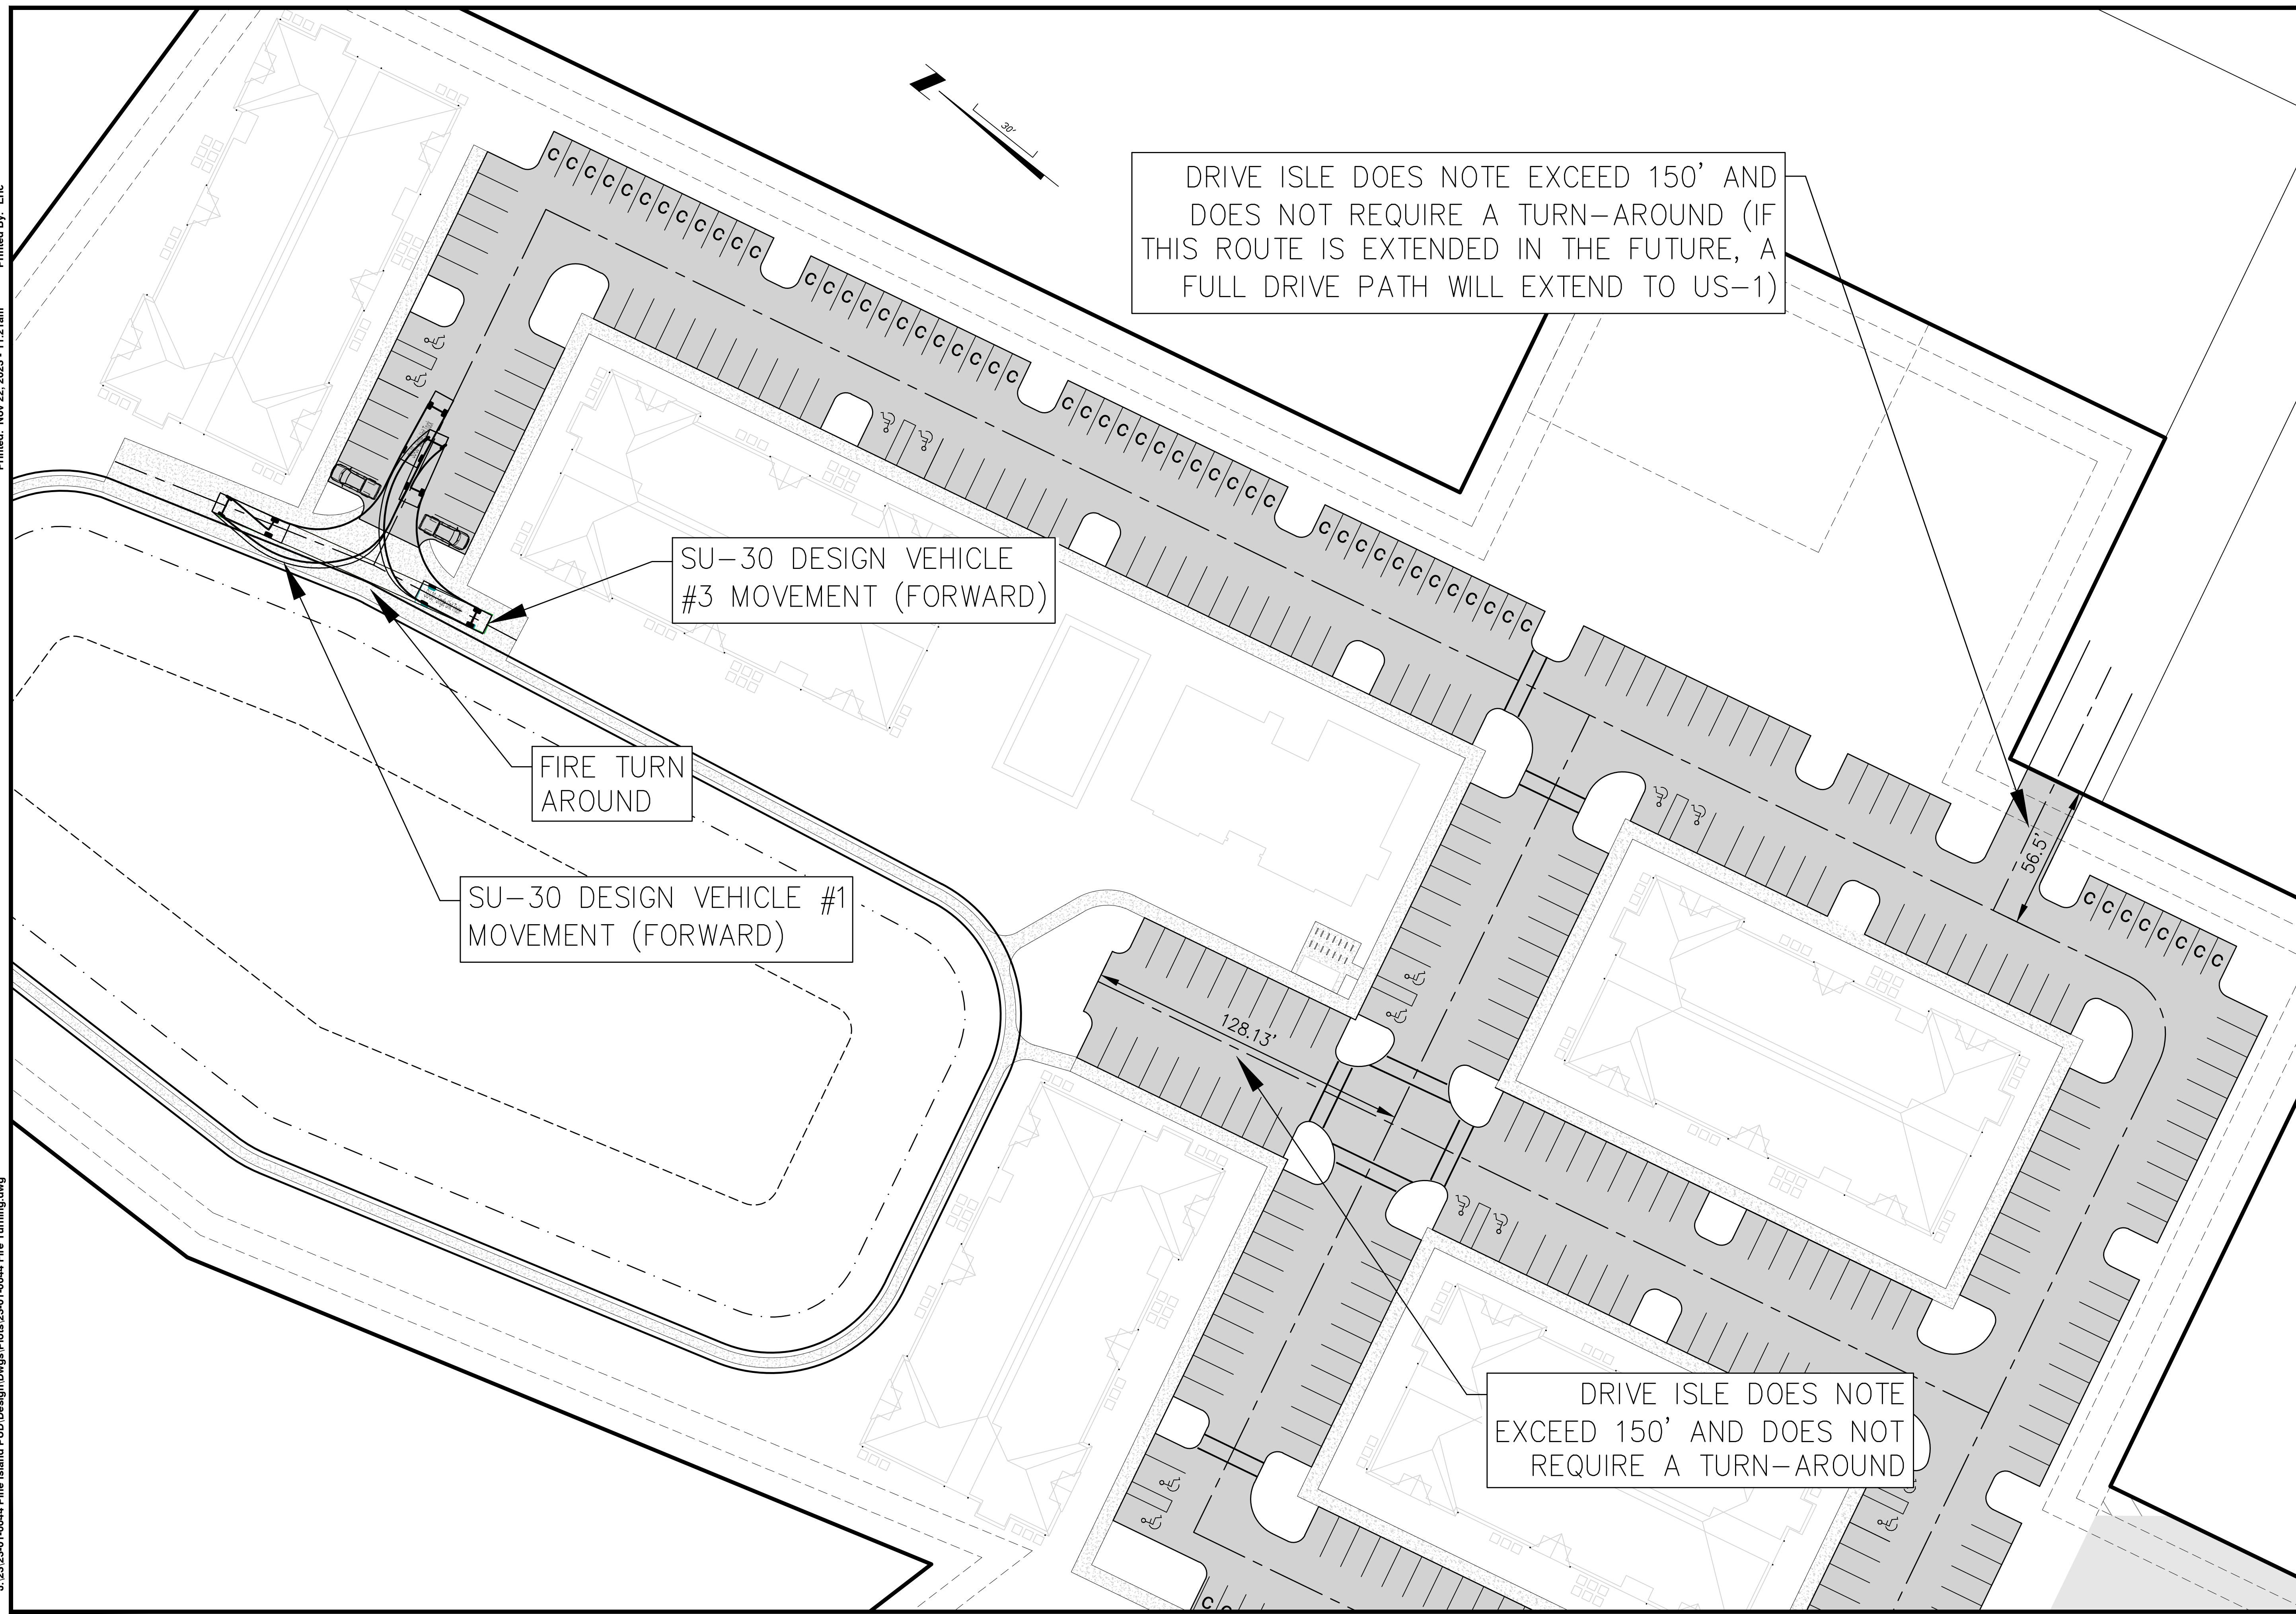 30'
DRIVE ISLE DOES NOTE EXCEED 150' AND
DOES NOT REQUIRE A TURN-AROUND (IF
THIS ROUTE IS EXTENDED IN THE FUTURE, A
FULL DRIVE PATH WILL EXTEND TO US-1)
C C C C C C C C C C C C
C C C C C C C C C C C C
C C C C C C C C C C C C
C C C C C C C C C C C C
SU-30 DESIGN VEHICLE
#3 MOVEMENT (FORWARD)
FIRE TURN
AROUND
SU-30 DESIGN VEHICLE #1
MOVEMENT (FORWARD)
56.5'
C C C C C C C C
128.13'
DRIVE ISLE DOES NOTE
EXCEED 150' AND DOES NOT
REQUIRE A TURN-AROUND
C